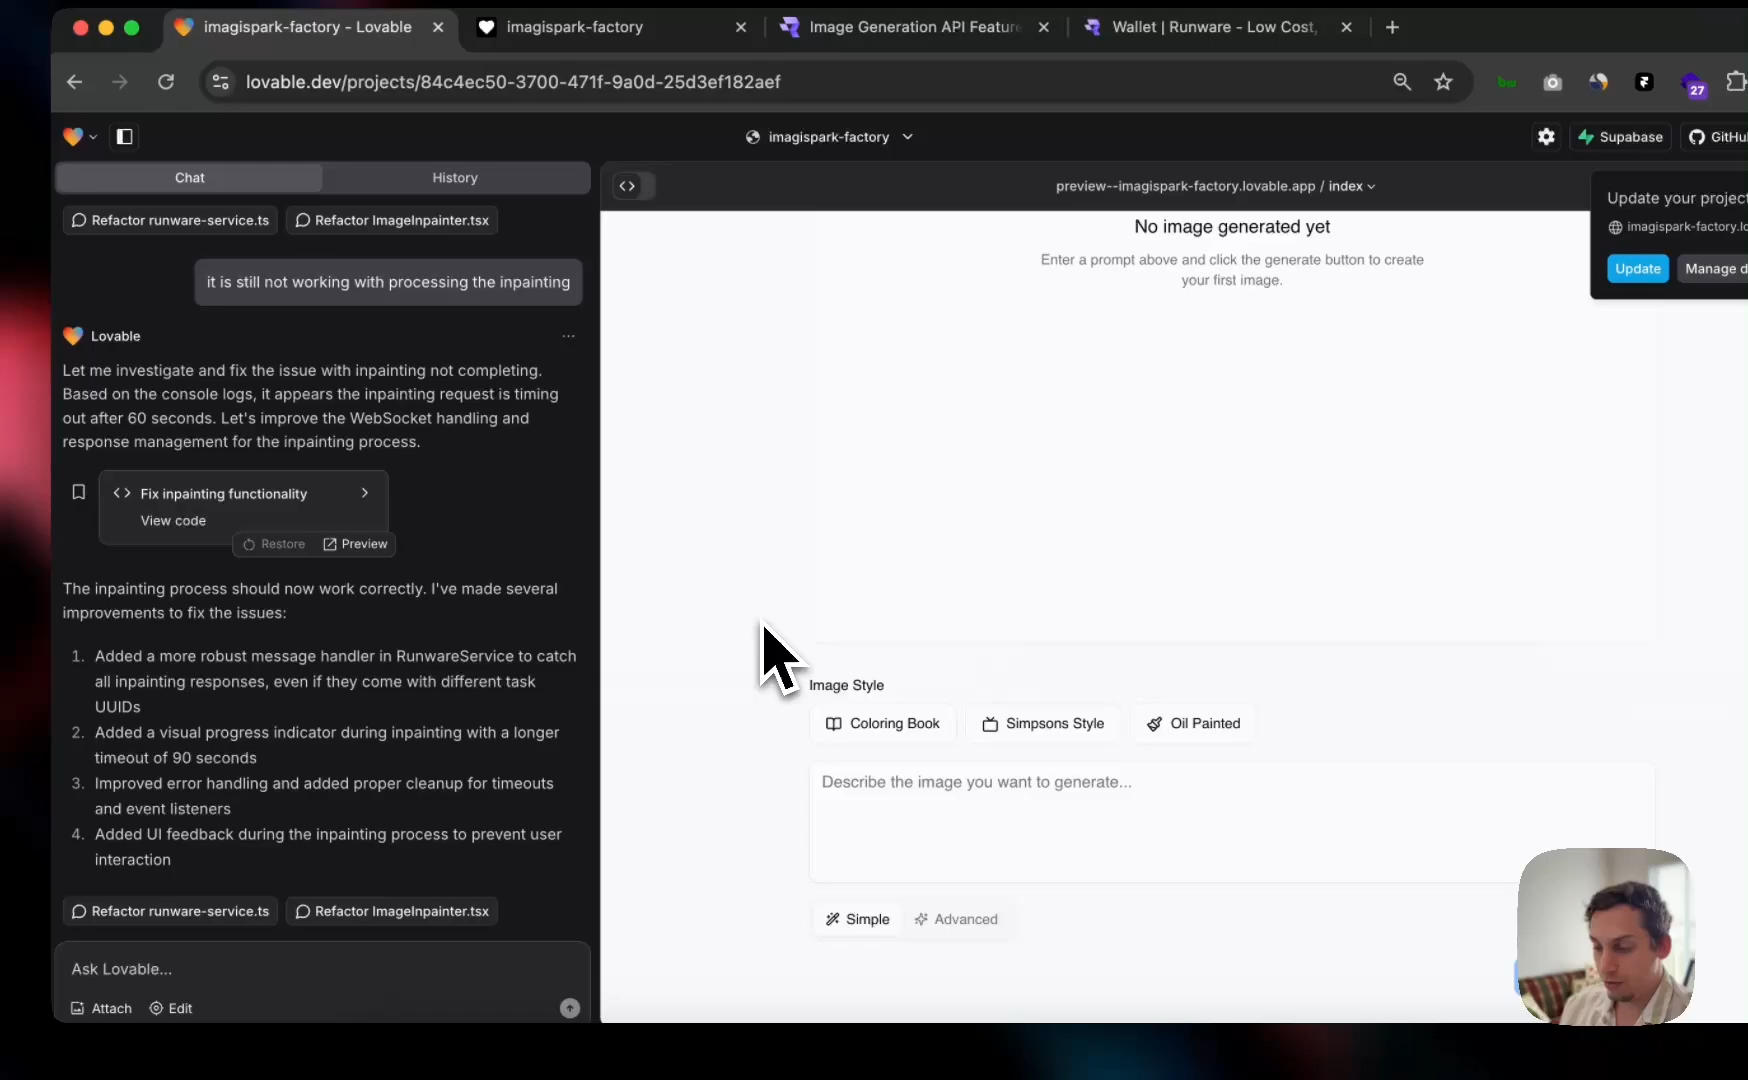 imagispark-factory - Lovable
imagispark-factory
Image Generation API Feature
Wallet | Runware - Low Cost,
lovable.dev/projects/84c4ec50-3700-471f-9a0d-25d3ef182aef
27
imagispark-factory
Supabase
GitHu
Chat
History
preview--imagispark-factory.lovable.app / index
Update your project
imagispark-factory.lo
Update
Manage d
Refactor runware-service.ts
Refactor ImageInpainter.tsx
it is still not working with processing the inpainting
Lovable
Let me investigate and fix the issue with inpainting not completing.
Based on the console logs, it appears the inpainting request is timing
out after 60 seconds. Let's improve the WebSocket handling and
response management for the inpainting process.
Fix inpainting functionality
View code
Restore
Preview
The inpainting process should now work correctly. I've made several
improvements to fix the issues:
1. Added a more robust message handler in RunwareService to catch
all inpainting responses, even if they come with different task
UUIDs
2. Added a visual progress indicator during inpainting with a longer
timeout of 90 seconds
3. Improved error handling and added proper cleanup for timeouts
and event listeners
4. Added UI feedback during the inpainting process to prevent user
interaction
Refactor runware-service.ts
Refactor ImageInpainter.tsx
Ask Lovable...
Attach
Edit
No image generated yet
Enter a prompt above and click the generate button to create
your first image.
Image Style
Coloring Book
Simpsons Style
Oil Painted
Describe the image you want to generate...
Simple
Advanced